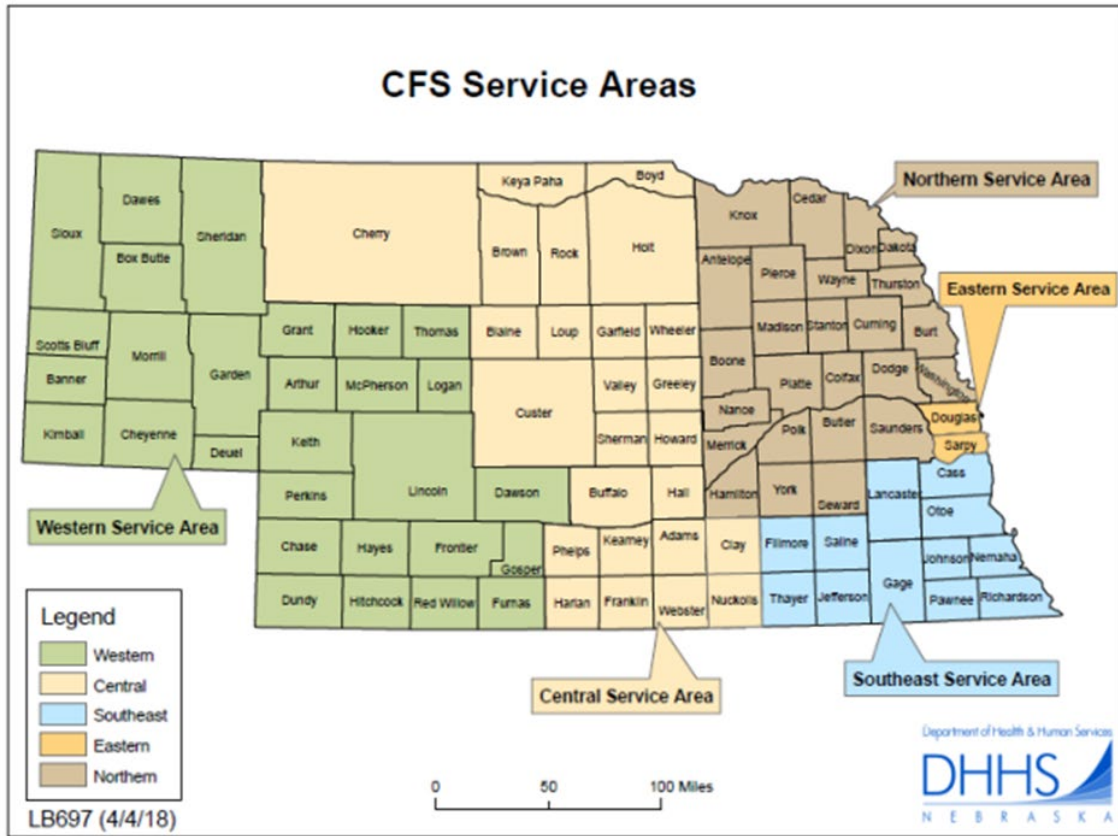 CFS Service Areas
Northern Service Area
Eastern Service Area
Western Service Area
Central Service Area
Southeast Service Area
Keya Paha
Boyd
Dawes
Knox
Cedar
Sioux
Sheridan
Cherry
Brown
Rock
Holt
Dixon
Dakota
Box Butte
Antelope
Pierce
Wayne
Thurston
Grant
Hooker
Thomas
Blaine
Loup
Garfield
Wheeler
Madison
Stanton
Cuming
Burt
Scotts Bluff
Morrill
Garden
Banner
Arthur
McPherson
Logan
Valley
Greeley
Boone
Platte
Colfax
Dodge
Washington
Custer
Nance
Kimball
Cheyenne
Deuel
Keith
Sherman
Howard
Merrick
Polk
Butler
Saunders
Douglas
Sarpy
Perkins
Lincoln
Dawson
Buffalo
Hall
Hamilton
York
Seward
Lancaster
Cass
Otoe
Chase
Hayes
Frontier
Gosper
Phelps
Kearney
Adams
Clay
Fillmore
Saline
Johnson
Nemaha
Dundy
Hitchcock
Red Willow
Furnas
Harlan
Franklin
Webster
Nuckolls
Thayer
Jefferson
Gage
Pawnee
Richardson
Legend
Western
Central
Southeast
Eastern
Northern
LB697 (4/4/18)
0 50 100 Miles
Department of Health & Human Services
DHHS
NEBRASKA